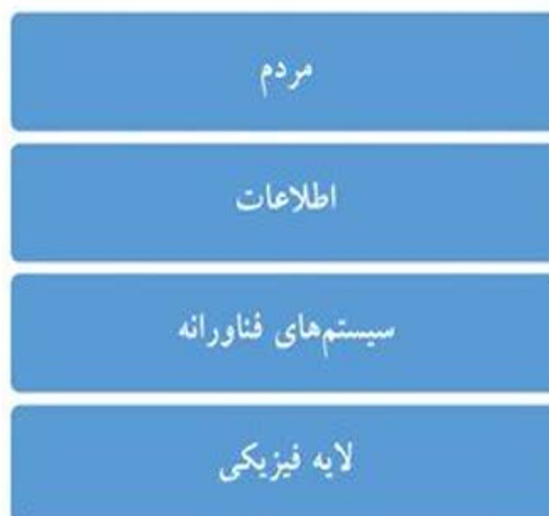 مردم
اطلاعات
سیستم‌های فناورانه
لایه فیزیکی